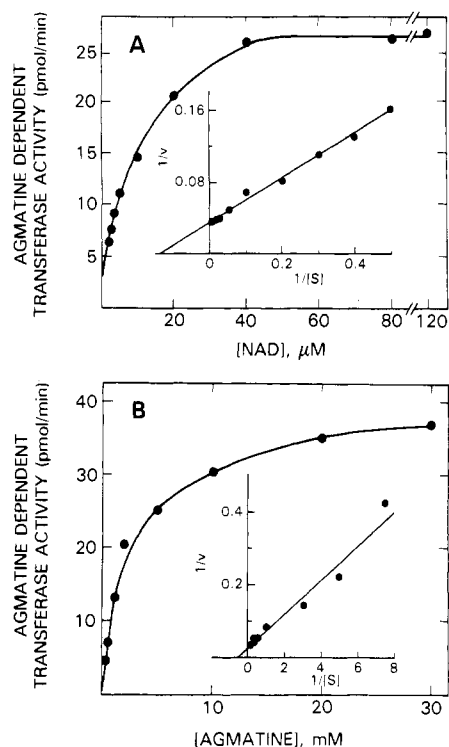 A
AGMATINE DEPENDENT
TRANSFERASE ACTIVITY (pmol/min)
25
20
15
10
5
0.16
0.08
1/v
0 0.2 0.4
1/[S]
20 40 60 80 120
[NAD], μM
B
AGMATINE DEPENDENT
TRANSFERASE ACTIVITY (pmol/min)
40
30
20
10
0.4
0.2
1/v
0 2 4 6 8
1/[S]
0 10 20 30
[AGMATINE], mM